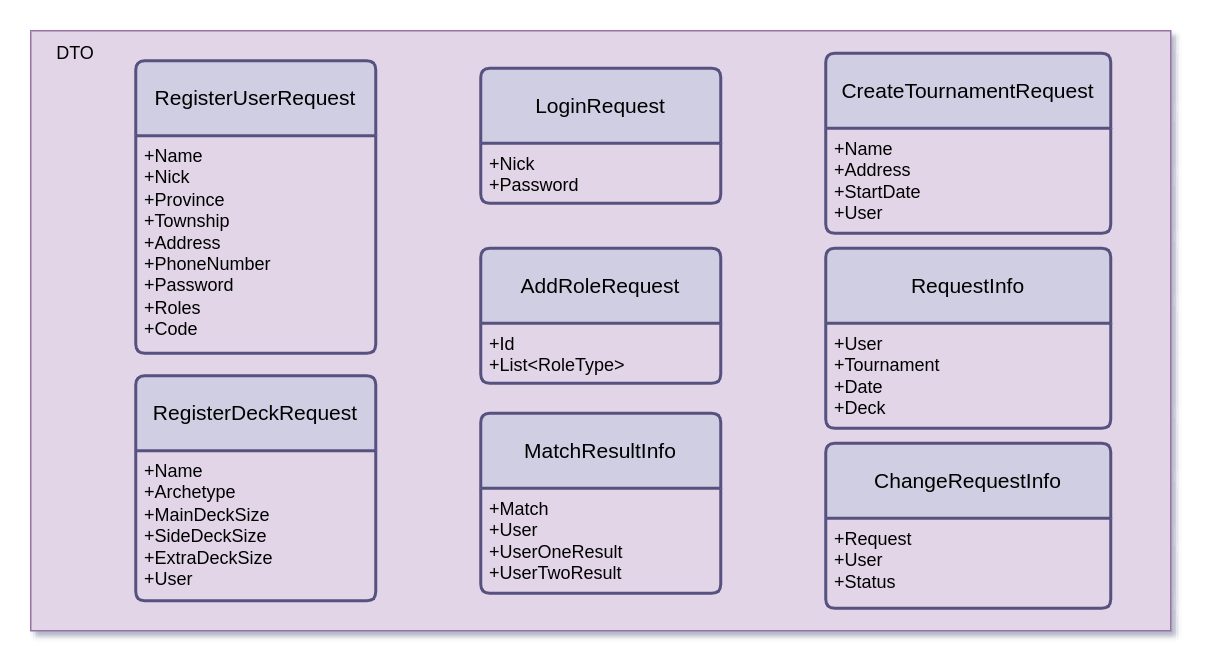 DTO
RegisterUserRequest
+Name
+Nick
+Province
+Township
+Address
+PhoneNumber
+Password
+Roles
+Code
RegisterDeckRequest
+Name
+Archetype
+MainDeckSize
+SideDeckSize
+ExtraDeckSize
+User
LoginRequest
+Nick
+Password
AddRoleRequest
+Id
+List<RoleType>
MatchResultInfo
+Match
+User
+UserOneResult
+UserTwoResult
CreateTournamentRequest
+Name
+Address
+StartDate
+User
RequestInfo
+User
+Tournament
+Date
+Deck
ChangeRequestInfo
+Request
+User
+Status